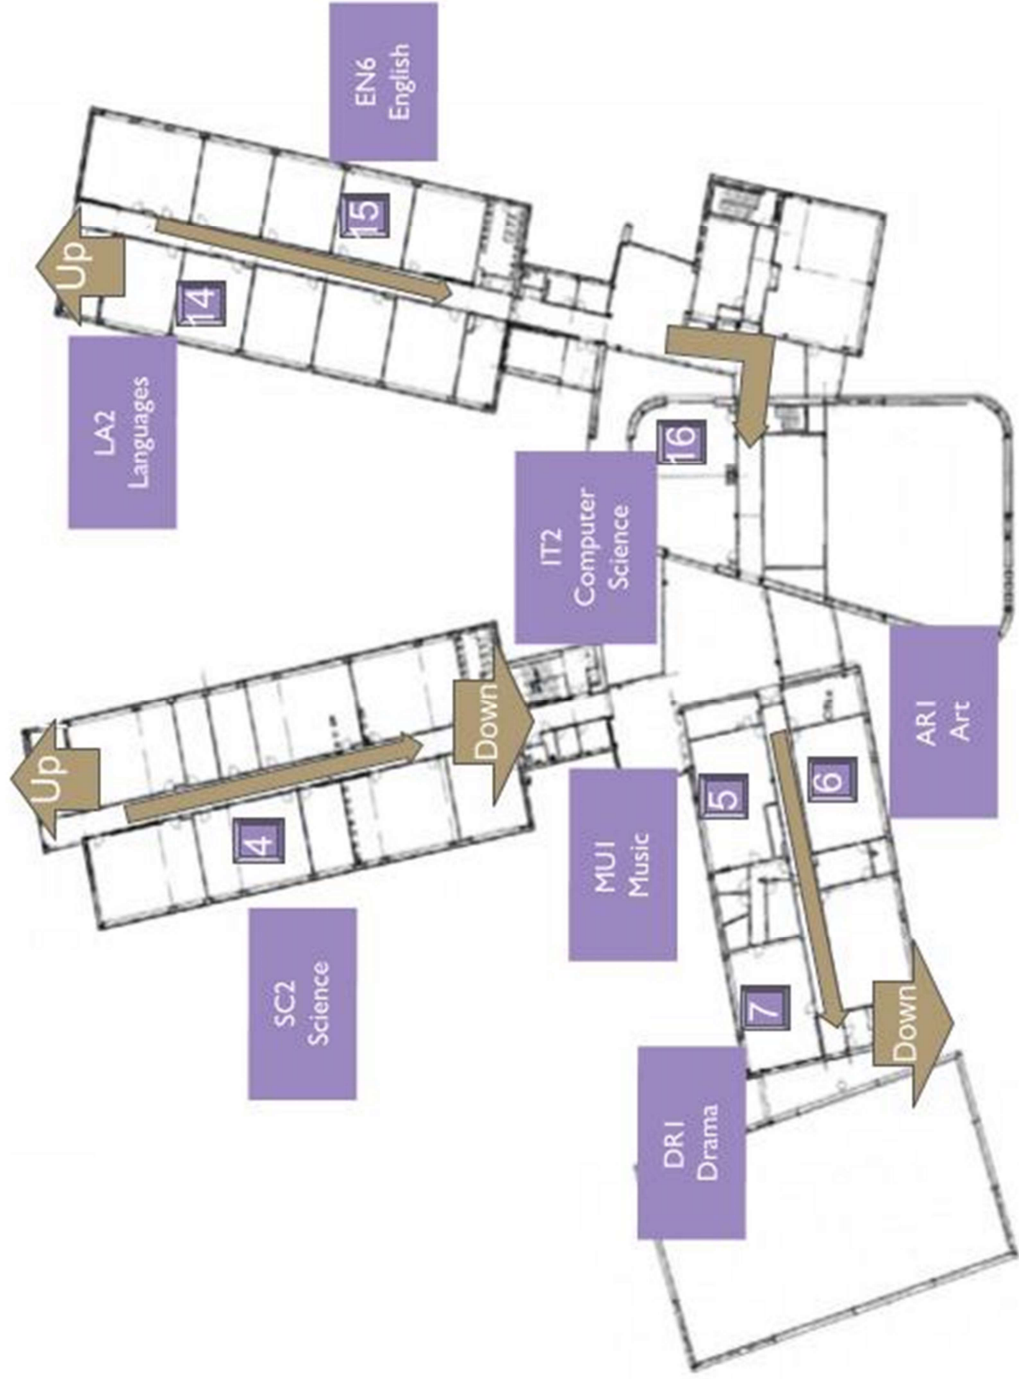 Up
Up
LA2
Languages
14
SC2
Science
4
15
EN6
English
Down
IT2
Computer
Science
MU1
Music
16
DR1
Drama
5
7
6
Down
AR1
Art